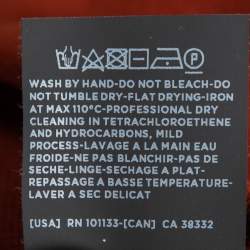 WASH BY HAND-DO NOT BLEACH-DO
NOT TUMBLE DRY-FLAT DRYING-IRON
AT MAX 110°C-PROFESSIONAL DRY
CLEANING IN TETRACHLOROETHENE
AND HYDROCARBONS, MILD
PROCESS-LAVAGE A LA MAIN EAU
FROIDE-NE PAS BLANCHIR-PAS DE
SECHE-LINGE-SECHAGE A PLAT-
REPASSAGE A BASSE TEMPERATURE-
LAVER A SEC DELICAT
[USA] RN 101133-[CAN] CA 38332